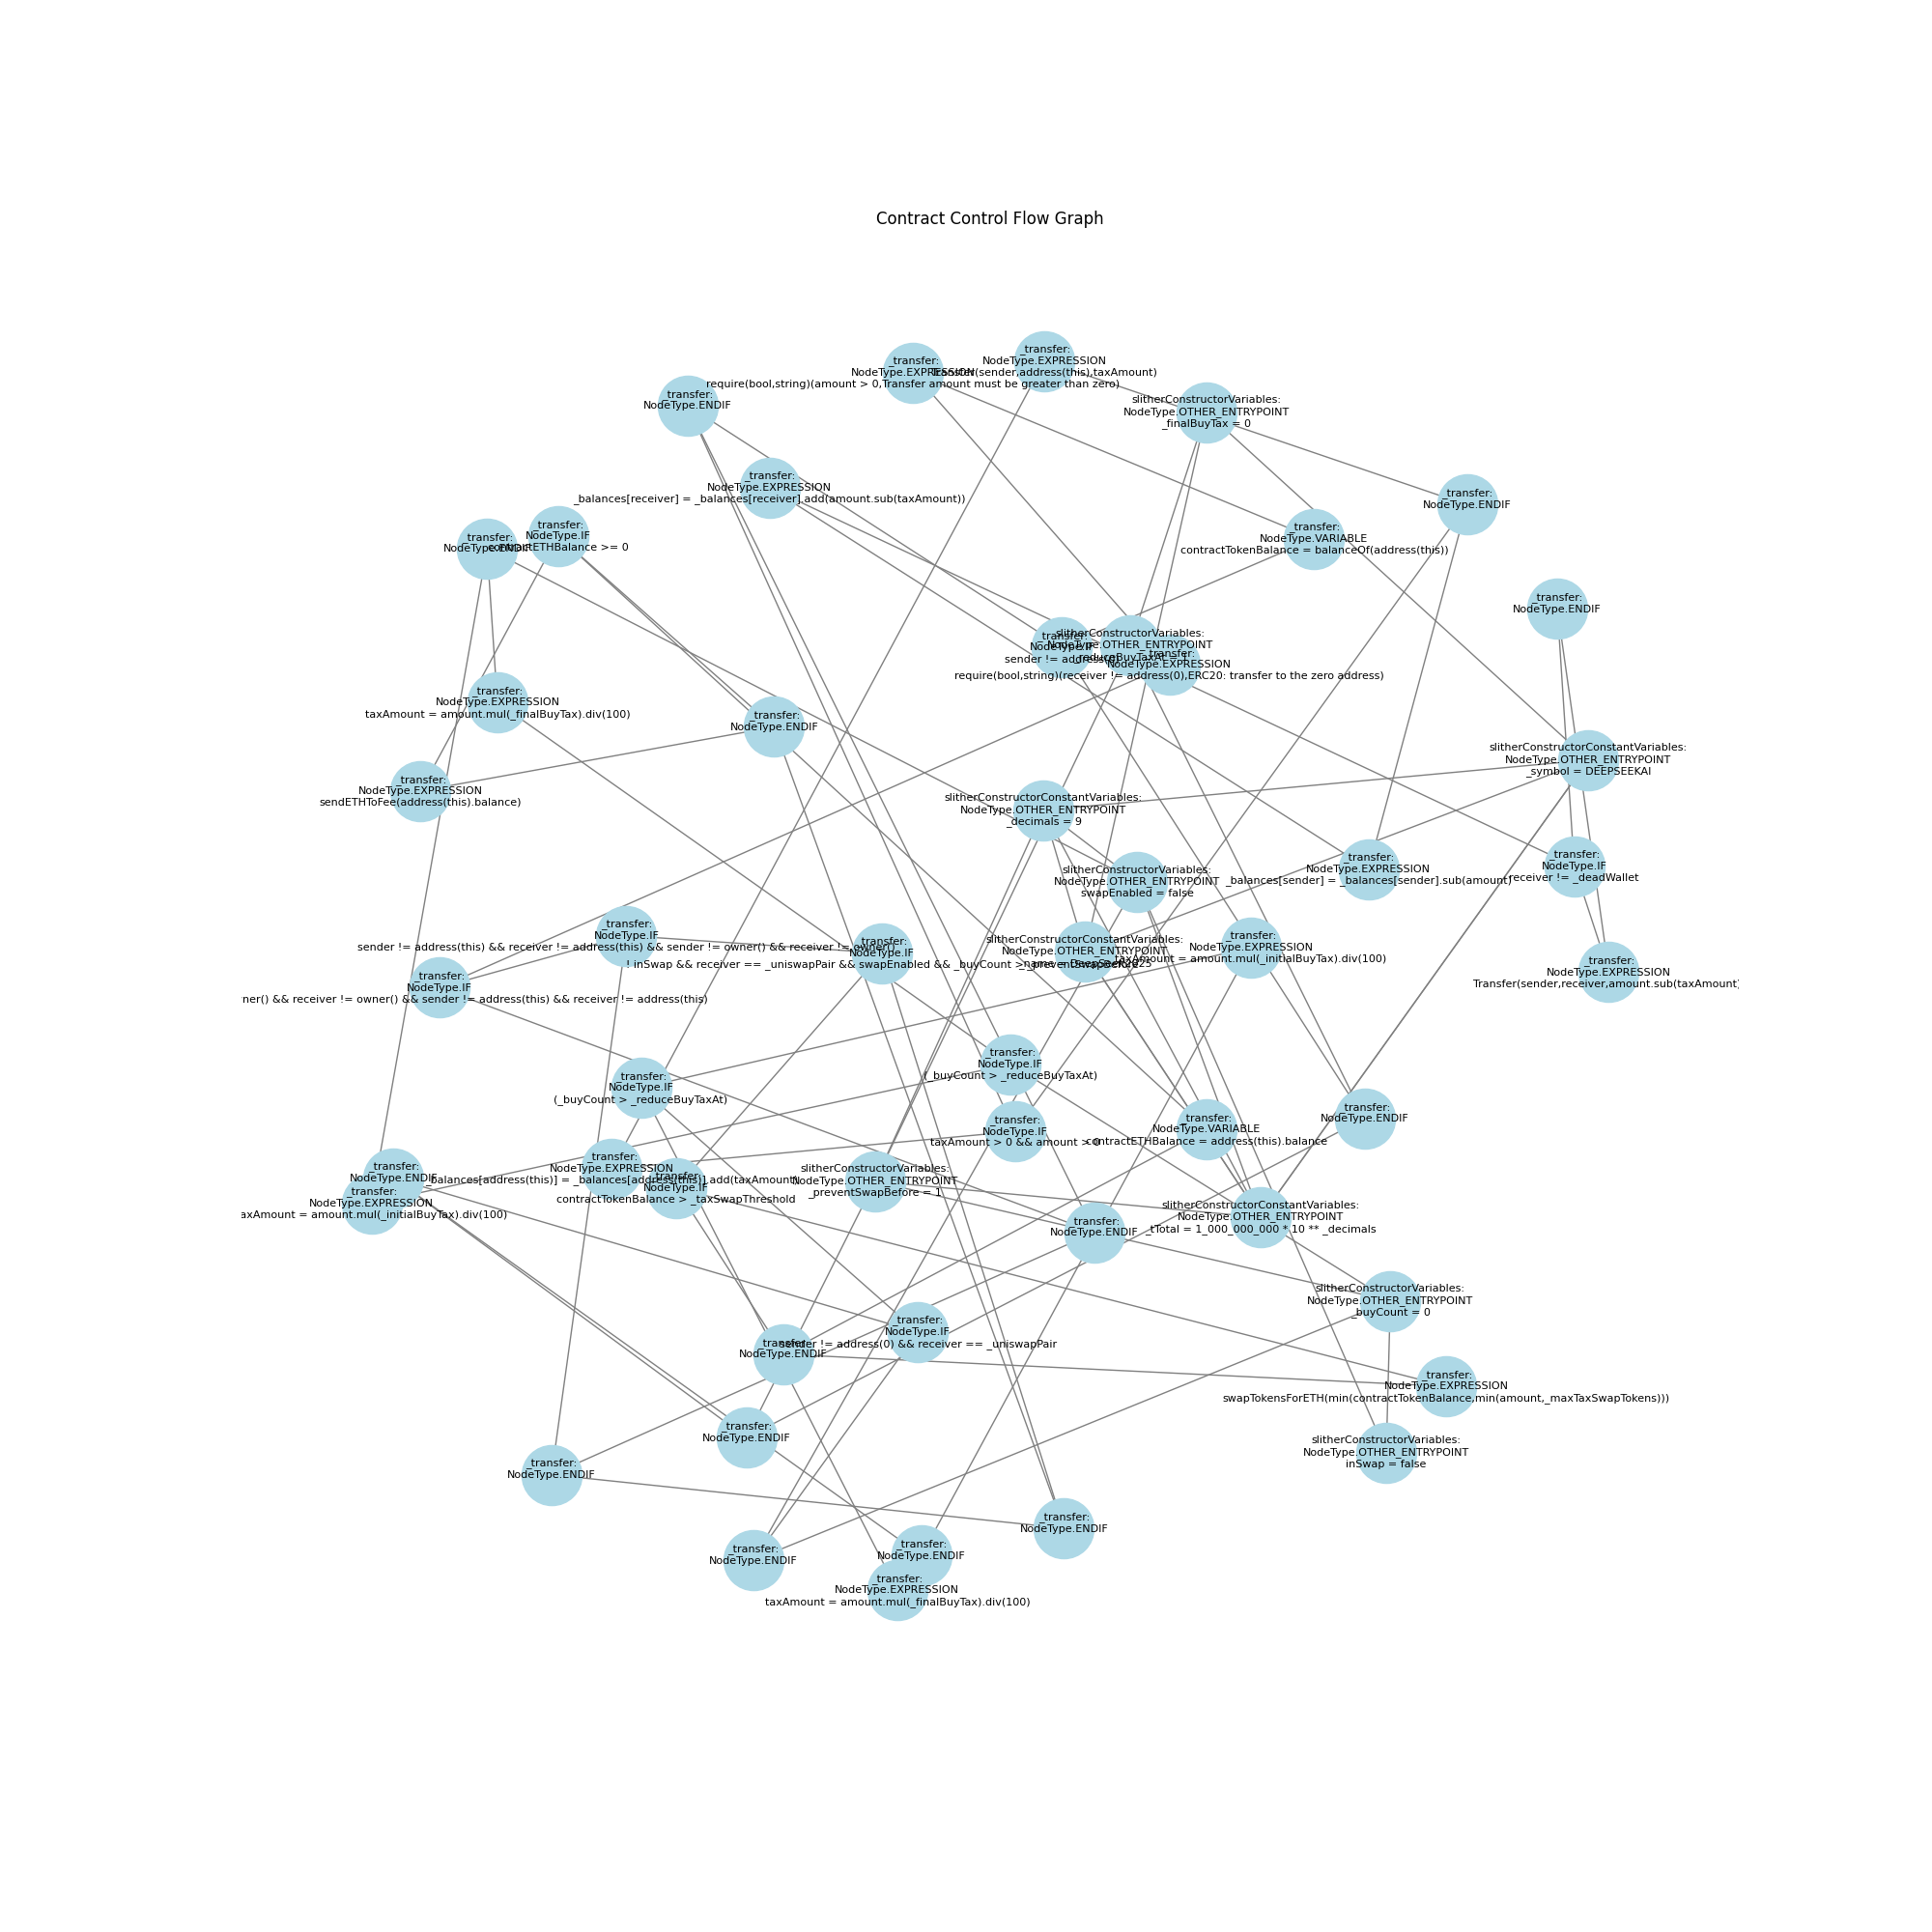 Contract Control Flow Graph
_transfer:
NodeType.EXPRESSION
Transfer(sender,address(this),taxAmount)
_transfer:
NodeType.EXPRESSION
require(bool,string)(amount > 0,Transfer amount must be greater than zero)
_transfer:
NodeType.ENDIF
slitherConstructorVariables:
NodeType.OTHER_ENTRYPOINT
_finalBuyTax = 0
_transfer:
NodeType.EXPRESSION
_balances[receiver] = _balances[receiver].add(amount.sub(taxAmount))
_transfer:
NodeType.ENDIF
_transfer:
NodeType.IF
contractETHBalance >= 0
_transfer:
NodeType.ENDIF
_transfer:
NodeType.VARIABLE
contractTokenBalance = balanceOf(address(this))
_transfer:
NodeType.ENDIF
slitherConstructorVariables:
NodeType.OTHER_ENTRYPOINT
_transfer:
NodeType.IF
sender != address(0)
_transfer:
NodeType.EXPRESSION
require(bool,string)(receiver != address(0),ERC20: transfer to the zero address)
_transfer:
NodeType.EXPRESSION
taxAmount = amount.mul(_finalBuyTax).div(100)
_transfer:
NodeType.ENDIF
slitherConstructorConstantVariables:
NodeType.OTHER_ENTRYPOINT
_symbol = DEEPSEEKAI
_transfer:
NodeType.EXPRESSION
sendETHToFee(address(this).balance)
slitherConstructorConstantVariables:
NodeType.OTHER_ENTRYPOINT
_decimals = 9
_transfer:
NodeType.IF
receiver != _deadWallet
_transfer:
NodeType.EXPRESSION
_balances[sender] = _balances[sender].sub(amount)
slitherConstructorVariables:
NodeType.OTHER_ENTRYPOINT
swapEnabled = false
_transfer:
NodeType.IF
sender != address(this) && receiver != address(this) && sender != owner() && receiver != owner()
_transfer:
NodeType.IF
! inSwap && receiver == _uniswapPair && swapEnabled && _buyCount > _preventSwapBefore
slitherConstructorConstantVariables:
NodeType.OTHER_ENTRYPOINT
_transfer:
NodeType.EXPRESSION
taxAmount = amount.mul(_initialBuyTax).div(100)
_transfer:
NodeType.EXPRESSION
Transfer(sender,receiver,amount.sub(taxAmount)
_transfer:
NodeType.IF
ner() && receiver != owner() && sender != address(this) && receiver != address(this)
_transfer:
NodeType.IF
(_buyCount > _reduceBuyTaxAt)
_transfer:
NodeType.IF
(_buyCount > _reduceBuyTaxAt)
_transfer:
NodeType.ENDIF
_transfer:
NodeType.VARIABLE
contractETHBalance = address(this).balance
_transfer:
NodeType.IF
taxAmount > 0 && amount > 0
_transfer:
NodeType.EXPRESSION
_balances[address(this)] = _balances[address(this)].add(taxAmount)
_transfer:
NodeType.ENDIF
slitherConstructorVariables:
NodeType.OTHER_ENTRYPOINT
_preventSwapBefore = 1
_transfer:
NodeType.IF
contractTokenBalance > _taxSwapThreshold
_transfer:
NodeType.EXPRESSION
axAmount = amount.mul(_initialBuyTax).div(100)
slitherConstructorConstantVariables:
NodeType.OTHER_ENTRYPOINT
_tTotal = 1_000_000_000 * 10 ** _decimals
_transfer:
NodeType.ENDIF
slitherConstructorVariables:
NodeType.OTHER_ENTRYPOINT
_buyCount = 0
_transfer:
NodeType.IF
sender != address(0) && receiver == _uniswapPair
_transfer:
NodeType.ENDIF
_transfer:
NodeType.EXPRESSION
swapTokensForETH(min(contractTokenBalance,min(amount,_maxTaxSwapTokens)))
_transfer:
NodeType.ENDIF
slitherConstructorVariables:
NodeType.OTHER_ENTRYPOINT
inSwap = false
_transfer:
NodeType.ENDIF
_transfer:
NodeType.ENDIF
_transfer:
NodeType.ENDIF
_transfer:
NodeType.ENDIF
_transfer:
NodeType.EXPRESSION
taxAmount = amount.mul(_finalBuyTax).div(100)